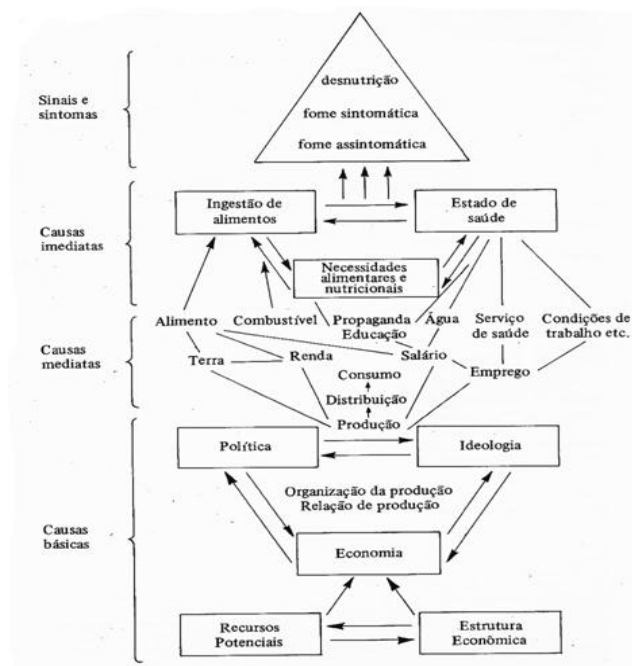 desnutrição
Sinais e
sintomas
fome sintomática
fome assintomática
Ingestão de
alimentos
Estado de
saúde
Causas
imediatas
Necessidades
alimentares e
nutricionais
Alimento
Combustível
Propaganda
Educação
Água
Serviço
de saúde
Condições de
trabalho etc.
Causas
mediatas
Terra
Renda
Salário
Emprego
Consumo
Distribuição
Produção
Política
Ideologia
Organização da produção
Relação de produção
Causas
básicas
Economia
Recursos
Potenciais
Estrutura
Econômica